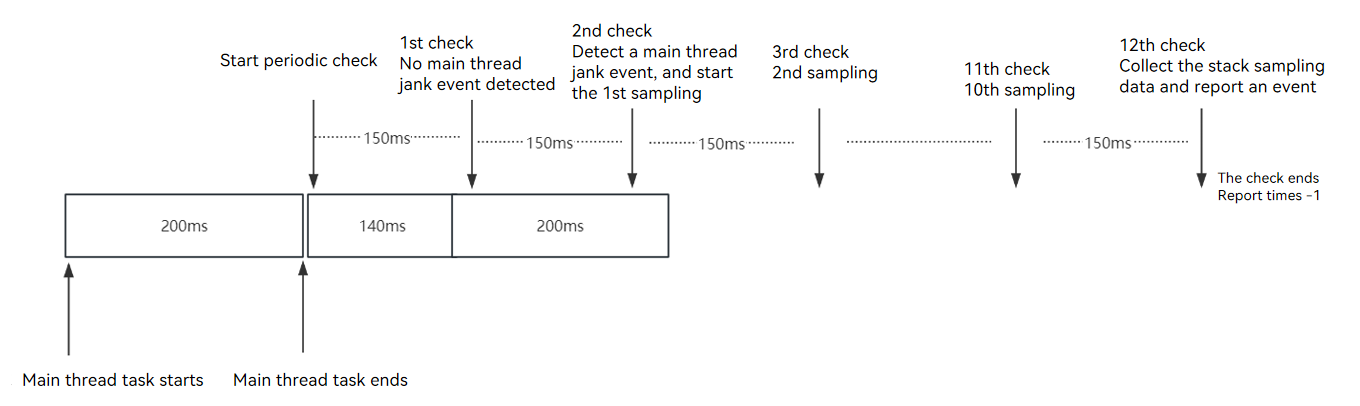 Start periodic check
1st check
No main thread
jank event detected
2nd check
Detect a main thread
jank event, and start
the 1st sampling
3rd check
2nd sampling
11th check
10th sampling
12th check
Collect the stack sampling
data and report an event
150ms
150ms
150ms
150ms
The check ends
Report times -1
200ms
140ms
200ms
Main thread task starts
Main thread task ends